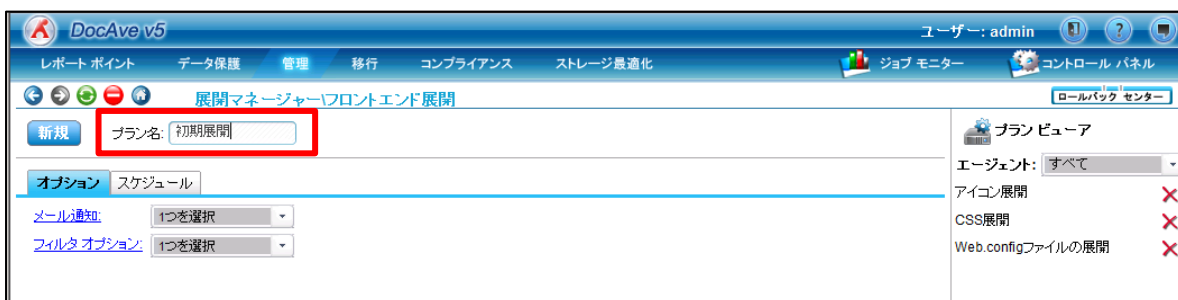 DocAve v5 ユーザー: admin
レポート ポイント データ保護 管理 移行 コンプライアンス ストレージ最適化 ジョブ モニター コントロール パネル
展開マネージャー\フロントエンド展開 ロールバック センター
新規 プラン名: 初期展開 プラン ビューア
エージェント: すべて
オプション スケジュール アイコン展開
メール通知: 1つを選択 CSS展開
フィルタ オプション: 1つを選択 Web.configファイルの展開